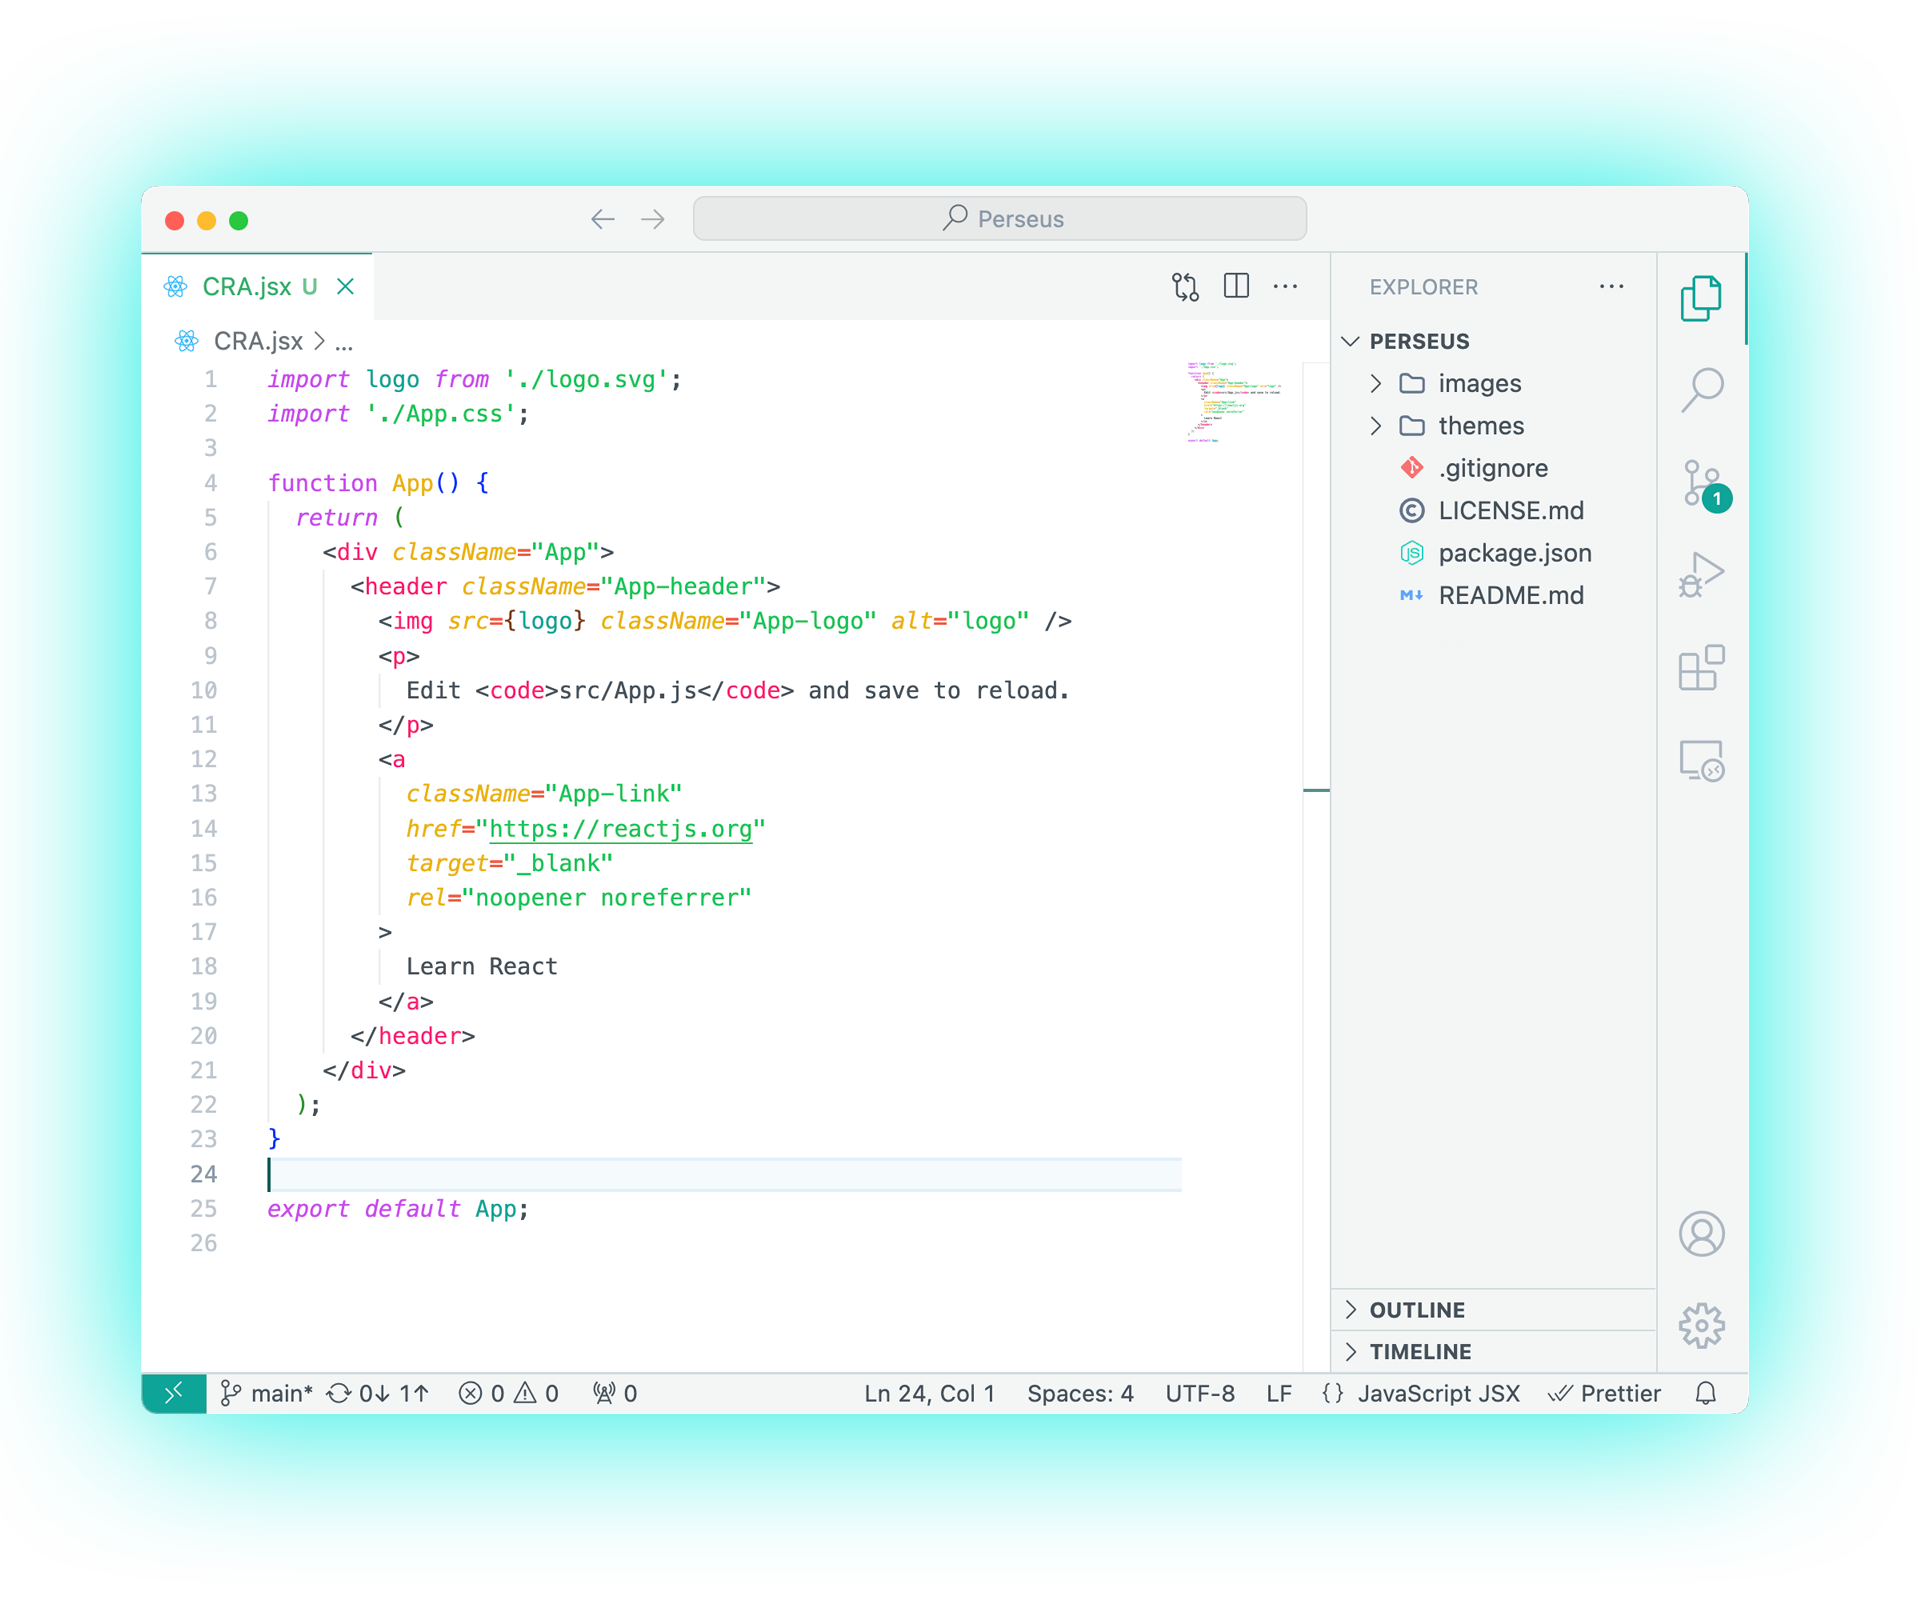 Perseus
CRA.jsx U
CRA.jsx > ...
1 import logo from './logo.svg';
2 import './App.css';
3
4 function App() {
5 return (
6 <div className="App">
7 <header className="App-header">
8 <img src={logo} className="App-logo" alt="logo" />
9 <p>
10 Edit <code>src/App.js</code> and save to reload.
11 </p>
12 <a
13 className="App-link"
14 href="https://reactjs.org"
15 target="_blank"
16 rel="noopener noreferrer"
17 >
18 Learn React
19 </a>
20 </header>
21 </div>
22 );
23 }
24
25 export default App;
26
EXPLORER
PERSEUS
images
themes
.gitignore
LICENSE.md
package.json
README.md
OUTLINE
TIMELINE
1
main* 0↓ 1↑ 0 0 0 Ln 24, Col 1 Spaces: 4 UTF-8 LF {} JavaScript JSX Prettier